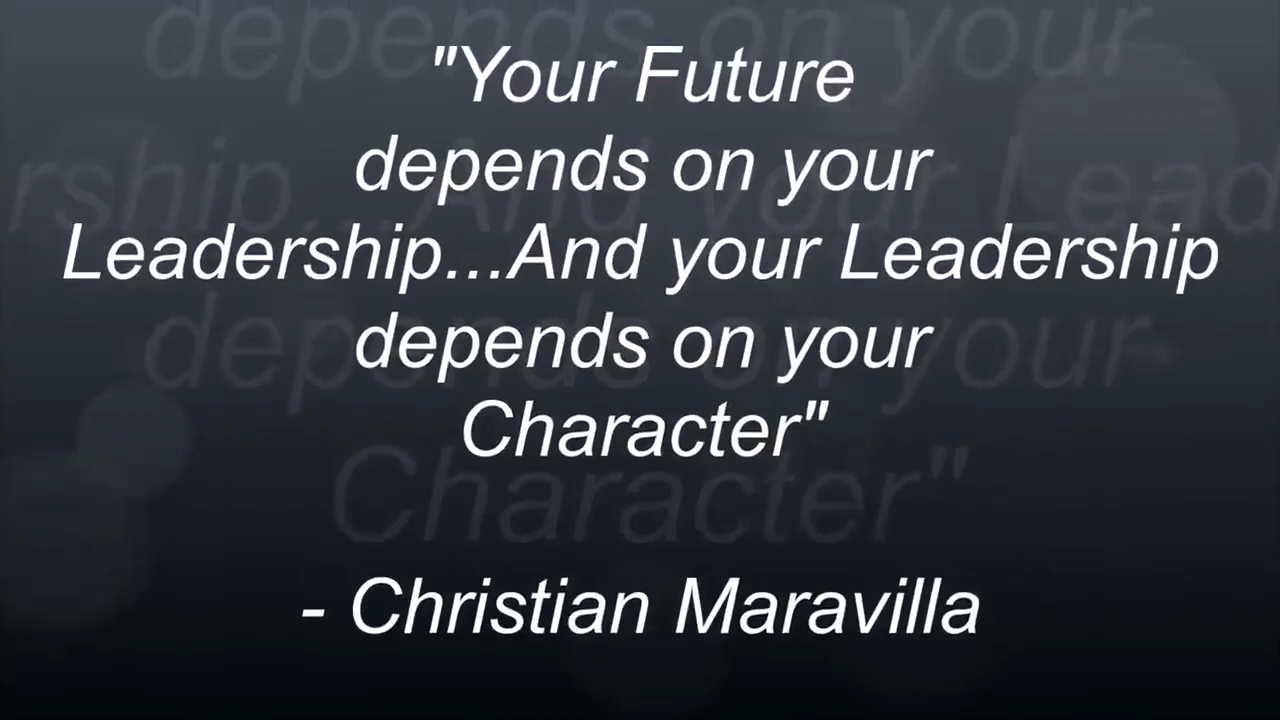 "Your Future
depends on your
Leadership...And your Leadership
depends on your
Character"
- Christian Maravilla